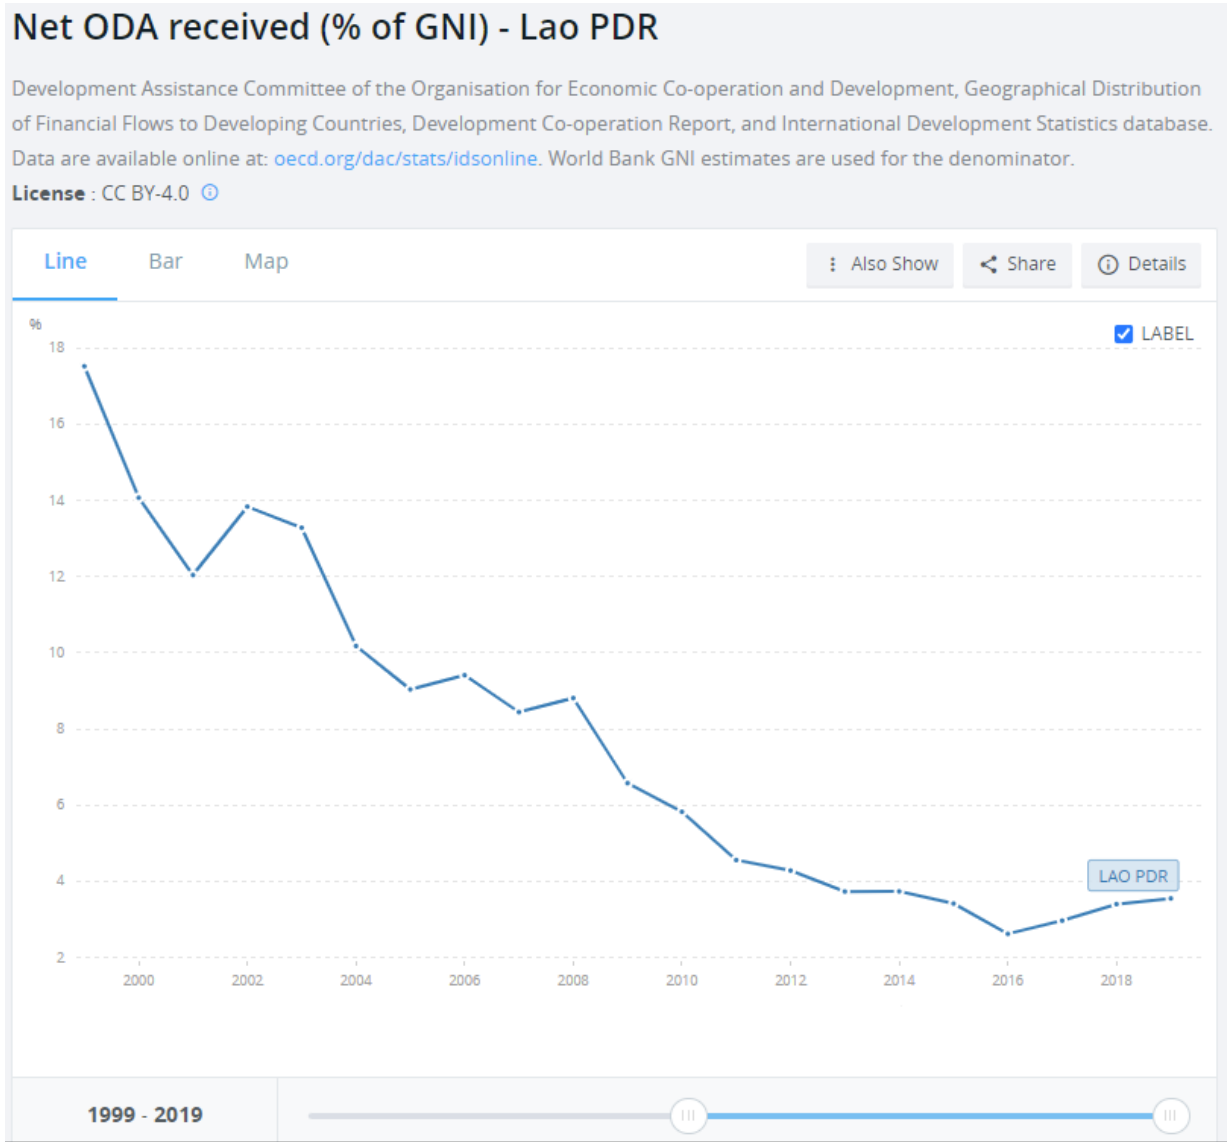 Net ODA received (% of GNI) - Lao PDR
Development Assistance Committee of the Organisation for Economic Co-operation and Development, Geographical Distribution
of Financial Flows to Developing Countries, Development Co-operation Report, and International Development Statistics database.
Data are available online at: oecd.org/dac/stats/idsonline. World Bank GNI estimates are used for the denominator.
License : CC BY-4.0
Line Bar Map Also Show Share Details
%
LABEL
18
16
14
12
10
8
6
4
LAO PDR
2
2000 2002 2004 2006 2008 2010 2012 2014 2016 2018
1999 - 2019